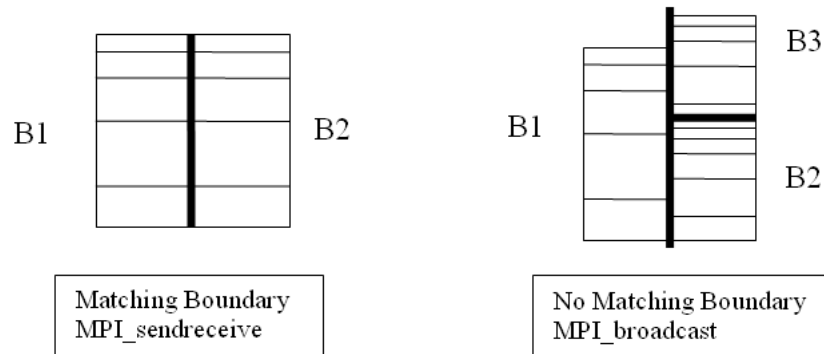 B1
B2
B1
B3
B2
Matching Boundary
MPI_sendreceive
No Matching Boundary
MPI_broadcast